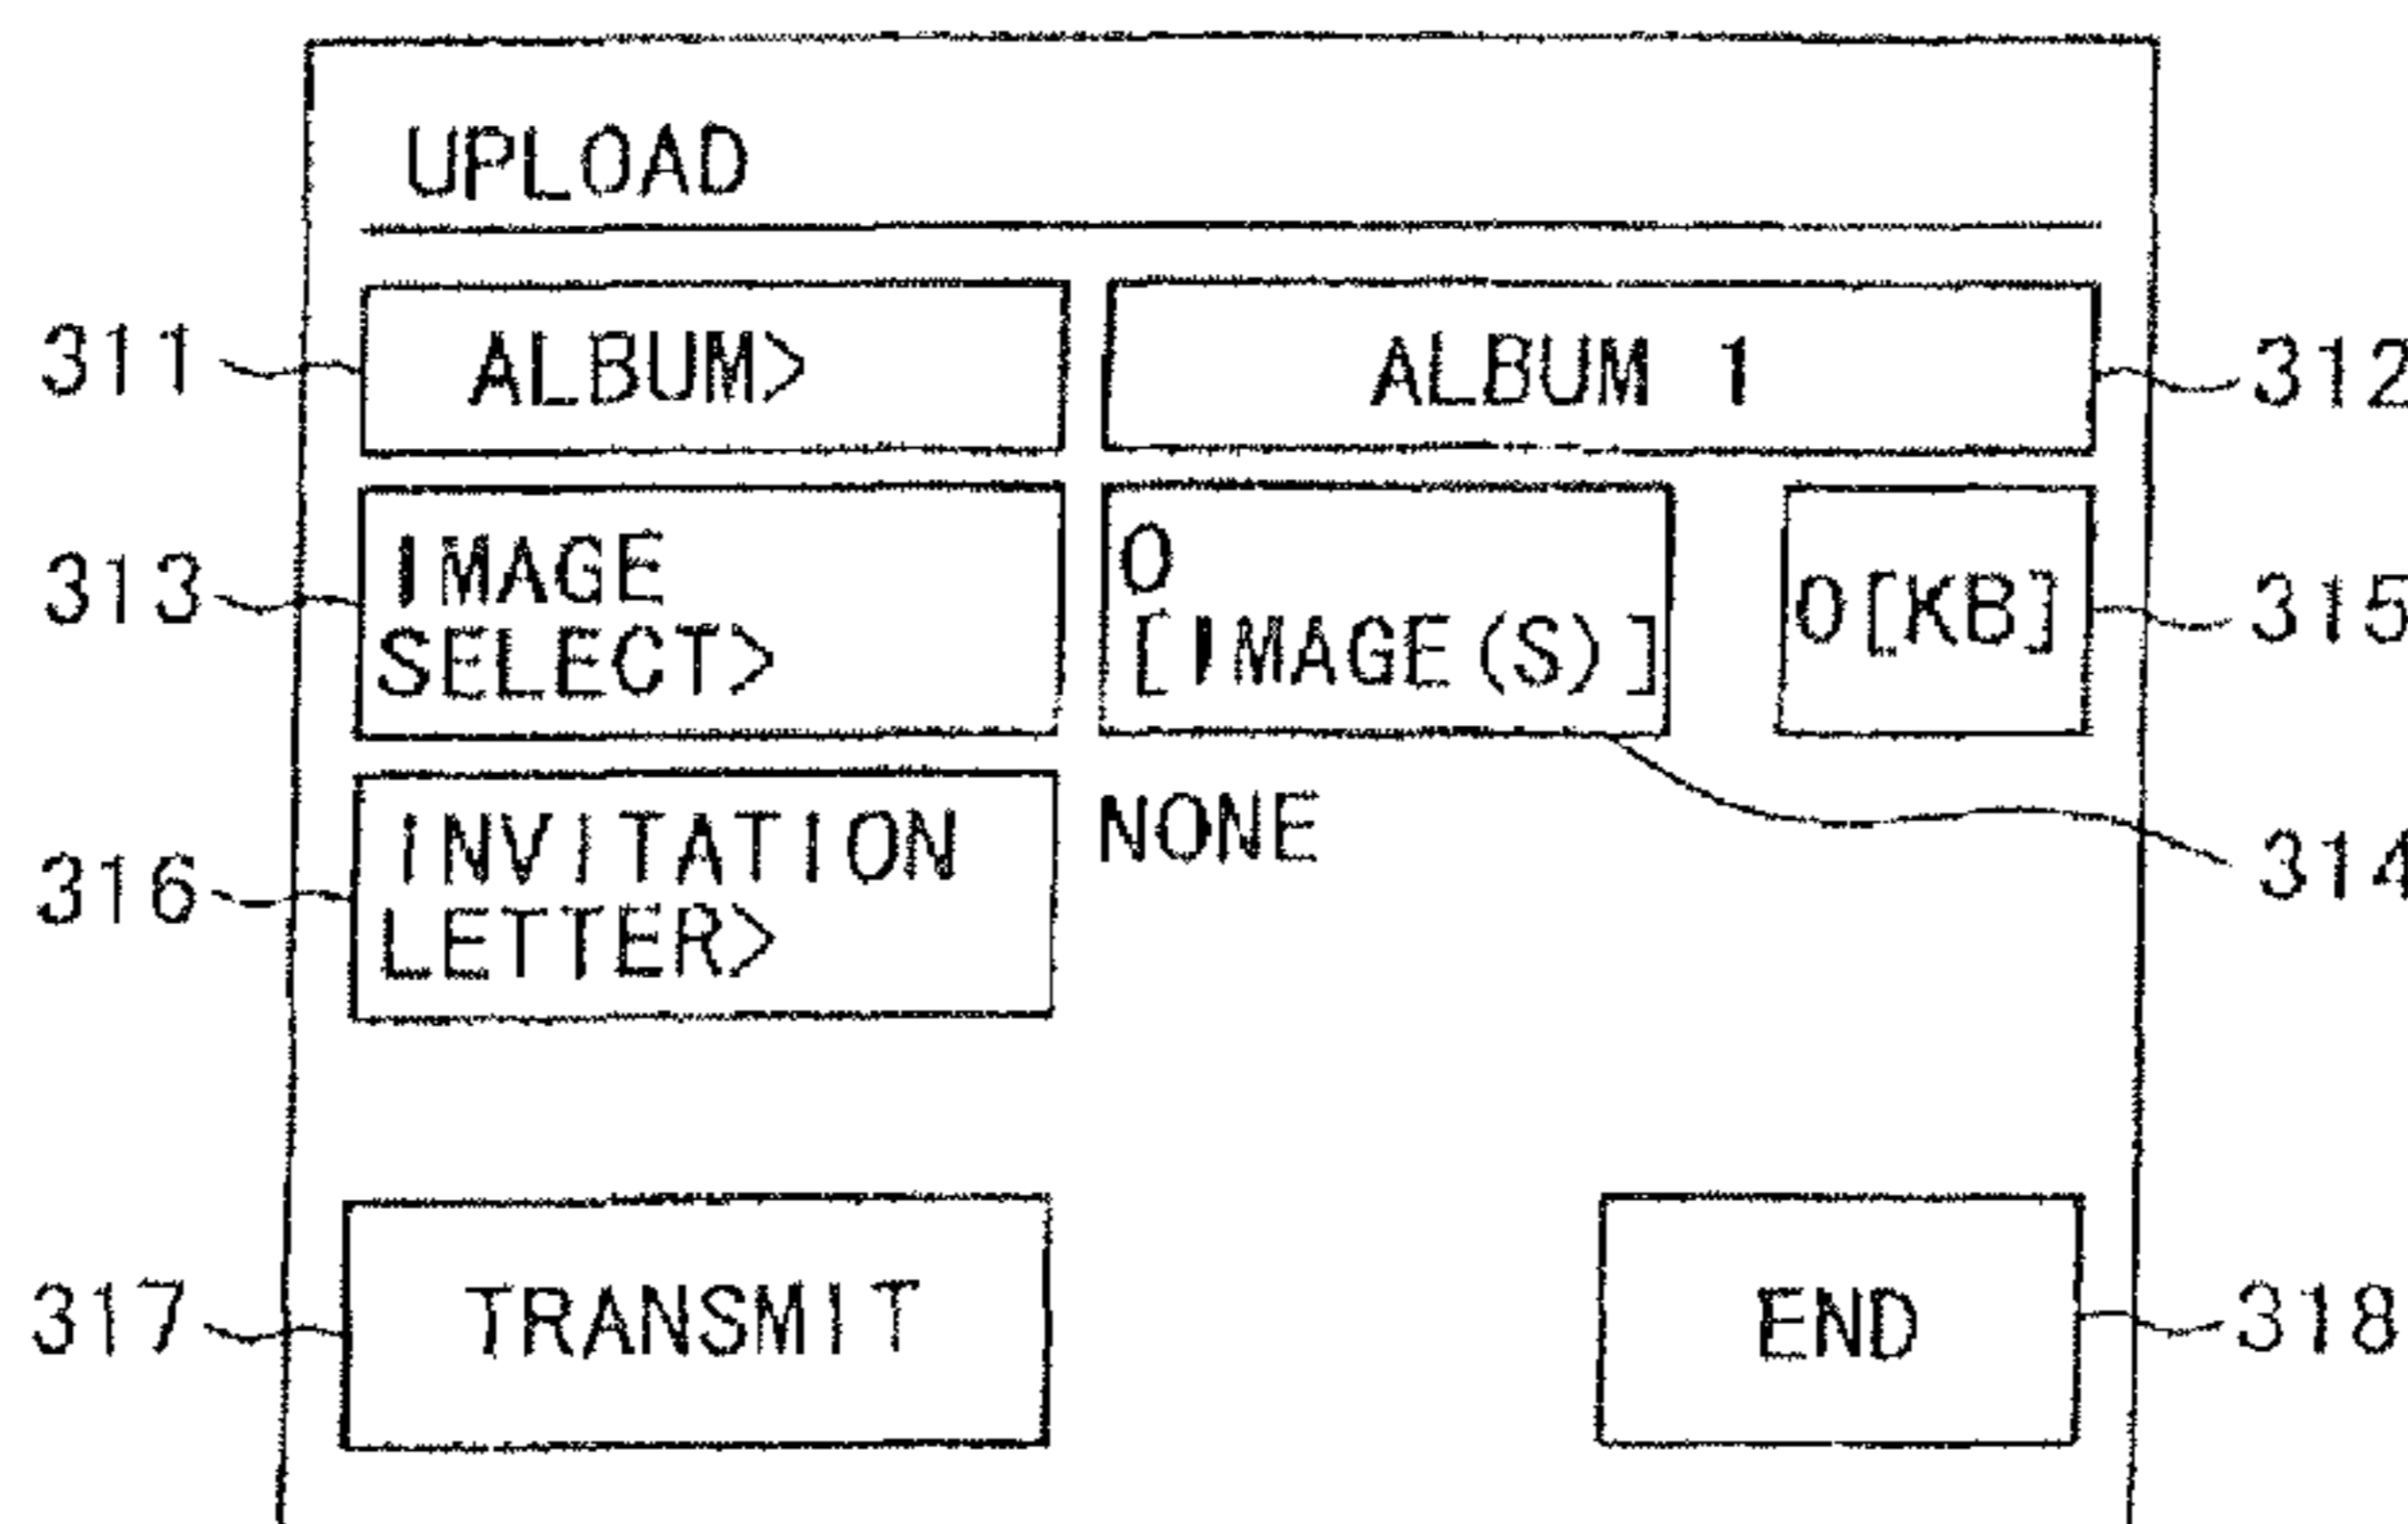 UPLOAD
311 ALBUM> ALBUM 1 312
313 IMAGE SELECT> 0 [IMAGE(S)] 0[KB] 315
314
316 INVITATION LETTER> NONE
317 TRANSMIT END 318